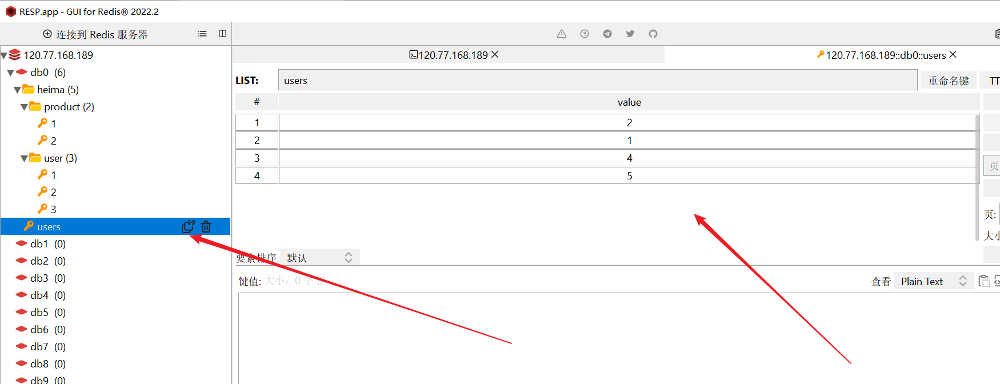 RESP.app - GUI for Redis® 2022.2
连接到 Redis 服务器
120.77.168.189
db0 (6)
heima (5)
product (2)
1
2
user (3)
1
2
3
users
db1 (0)
db2 (0)
db3 (0)
db4 (0)
db5 (0)
db6 (0)
db7 (0)
db8 (0)
db9 (0)
120.77.168.189
120.77.168.189::db0::users
LIST: users 重命名键 TT
# value
1 2
2 1
3 4
4 5
页
页:
大小
要素排序 默认
键值: 大小: 0 字节
查看 Plain Text